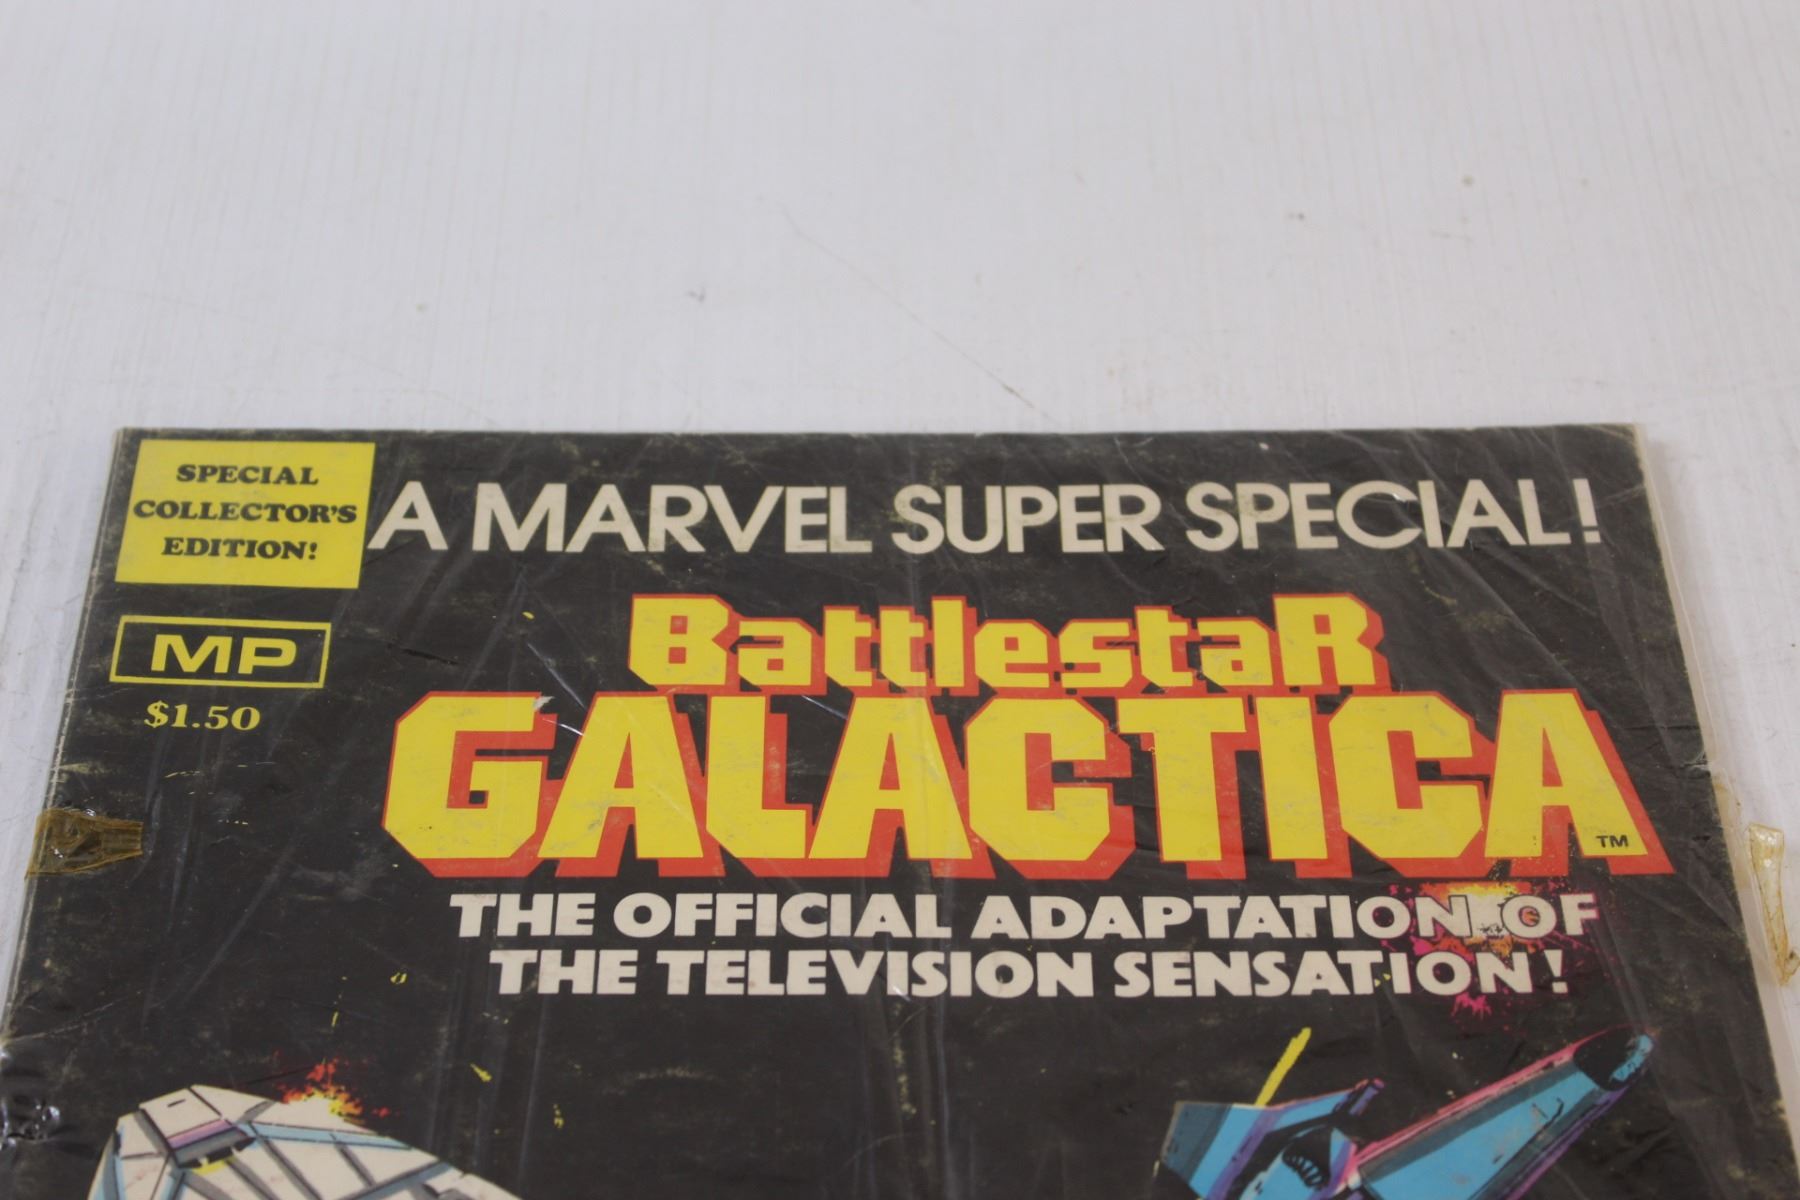 SPECIAL
COLLECTOR'S
EDITION!
A MARVEL SUPER SPECIAL!
MP
$1.50
BattlestaR
GALACTICA
TM
THE OFFICIAL ADAPTATION OF
THE TELEVISION SENSATION!